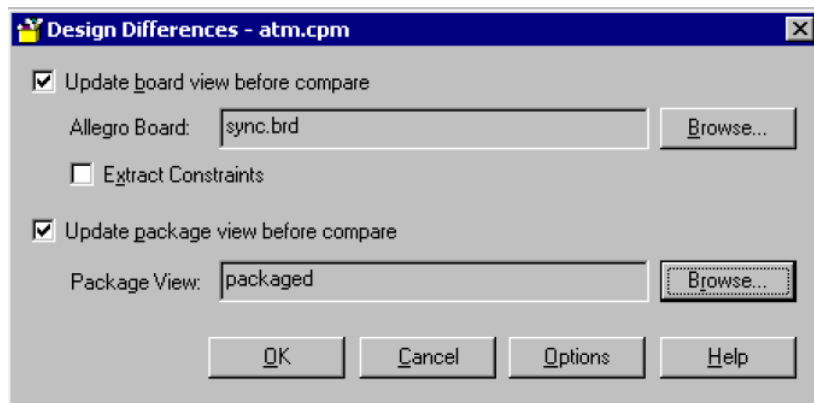 Design Differences - atm.cpm
Update board view before compare
Allegro Board: sync.brd Browse...
Extract Constraints
Update package view before compare
Package View: packaged Browse...
OK Cancel Options Help